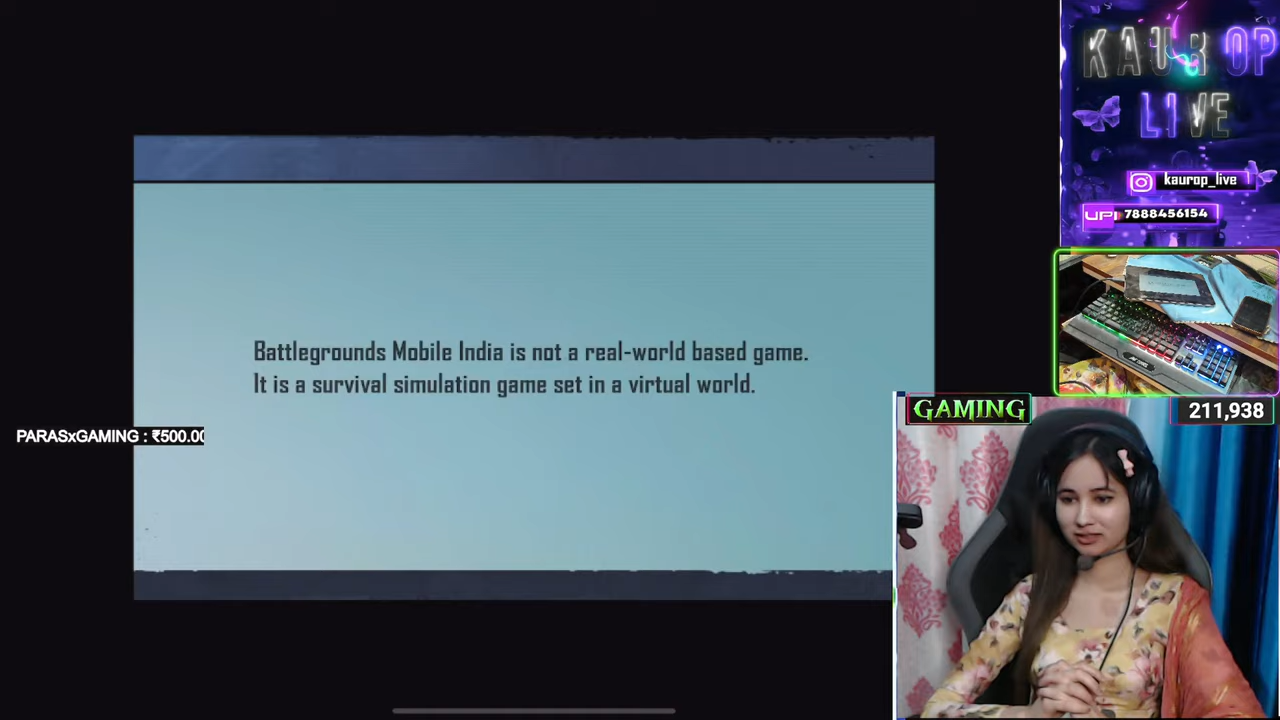 KAUR OP
LIVE
kaurop_live
UPI 7888456154
Battlegrounds Mobile India is not a real-world based game.
It is a survival simulation game set in a virtual world.
PARASxGAMING : ₹500.00
GAMING
211,938